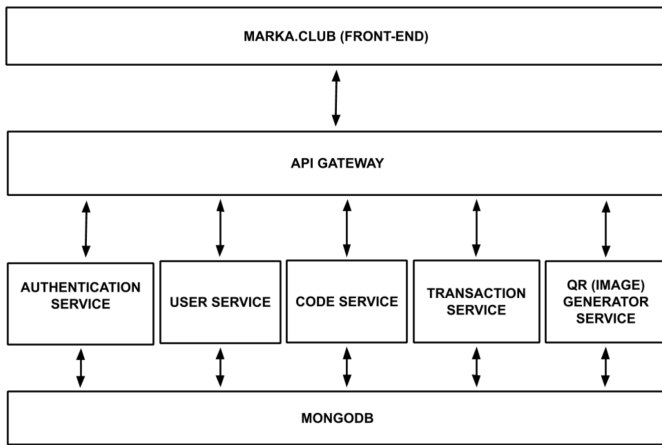 MARKA.CLUB (FRONT-END)
API GATEWAY
AUTHENTICATION
SERVICE
USER SERVICE
CODE SERVICE
TRANSACTION
SERVICE
QR (IMAGE)
GENERATOR
SERVICE
MONGODB